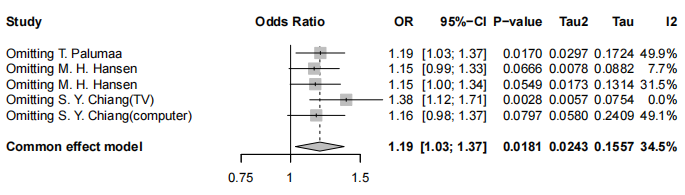 Study Odds Ratio OR 95%−CI P−value Tau2 Tau I2
Omitting T. Palumaa 1.19 [1.03; 1.37] 0.0170 0.0297 0.1724 49.9%
Omitting M. H. Hansen 1.15 [0.99; 1.33] 0.0666 0.0078 0.0882 7.7%
Omitting M. H. Hansen 1.15 [1.00; 1.34] 0.0549 0.0173 0.1314 31.5%
Omitting S. Y. Chiang(TV) 1.38 [1.12; 1.71] 0.0028 0.0057 0.0754 0.0%
Omitting S. Y. Chiang(computer) 1.16 [0.98; 1.37] 0.0797 0.0580 0.2409 49.1%
Common effect model 1.19 [1.03; 1.37] 0.0181 0.0243 0.1557 34.5%
0.75 1 1.5